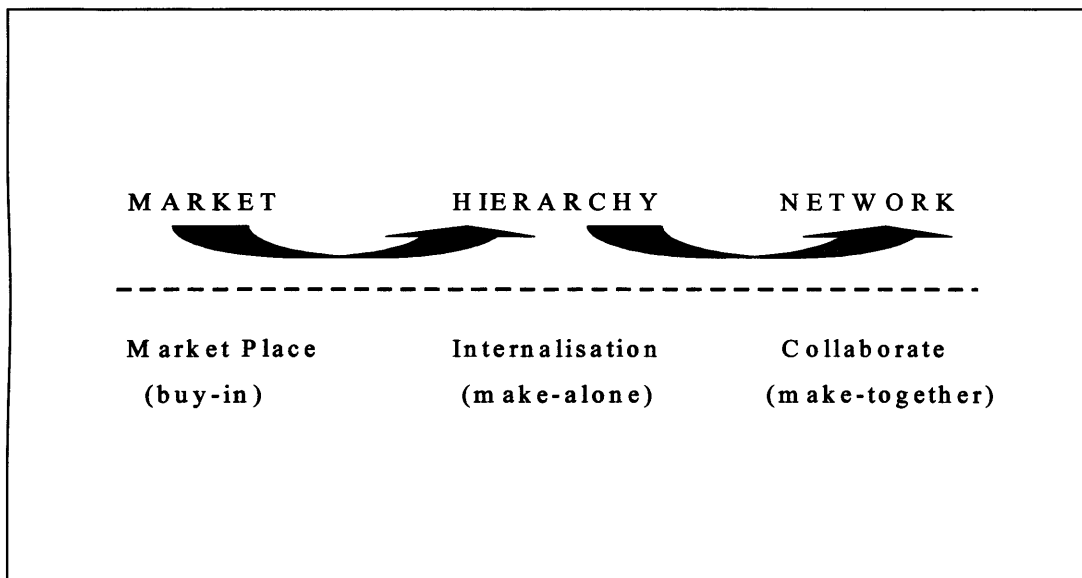 MARKET HIERARCHY NETWORK
Market Place Internalisation Collaborate
(buy-in) (make-alone) (make-together)